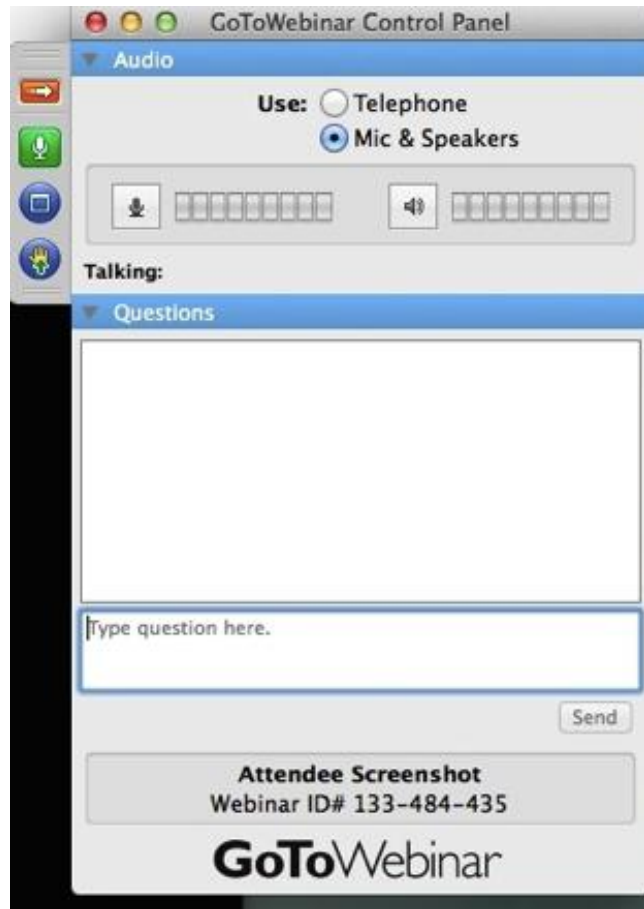 GoToWebinar Control Panel
Audio
Use: Telephone
Mic & Speakers
Talking:
Questions
Type question here.
Send
Attendee Screenshot
Webinar ID# 133-484-435
GoToWebinar